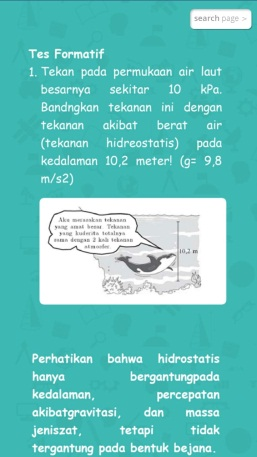 search page >
Tes Formatif
1. Tekan pada permukaan air laut
besarnya sekitar 10 kPa.
Bandngkan tekanan ini dengan
tekanan akibat berat air
(tekanan hidreostatis) pada
kedalaman 10,2 meter! (g= 9,8
m/s2)
Aku merasakan tekanan
yang amat besar. Tekanan
yang kuderita totalnya
sama dengan 2 kali tekanan
atmosfer
10,2 m
Perhatikan bahwa hidrostatis
hanya bergantungpada
kedalaman, percepatan
akibatgravitasi, dan massa
jeniszat, tetapi tidak
tergantung pada bentuk bejana.